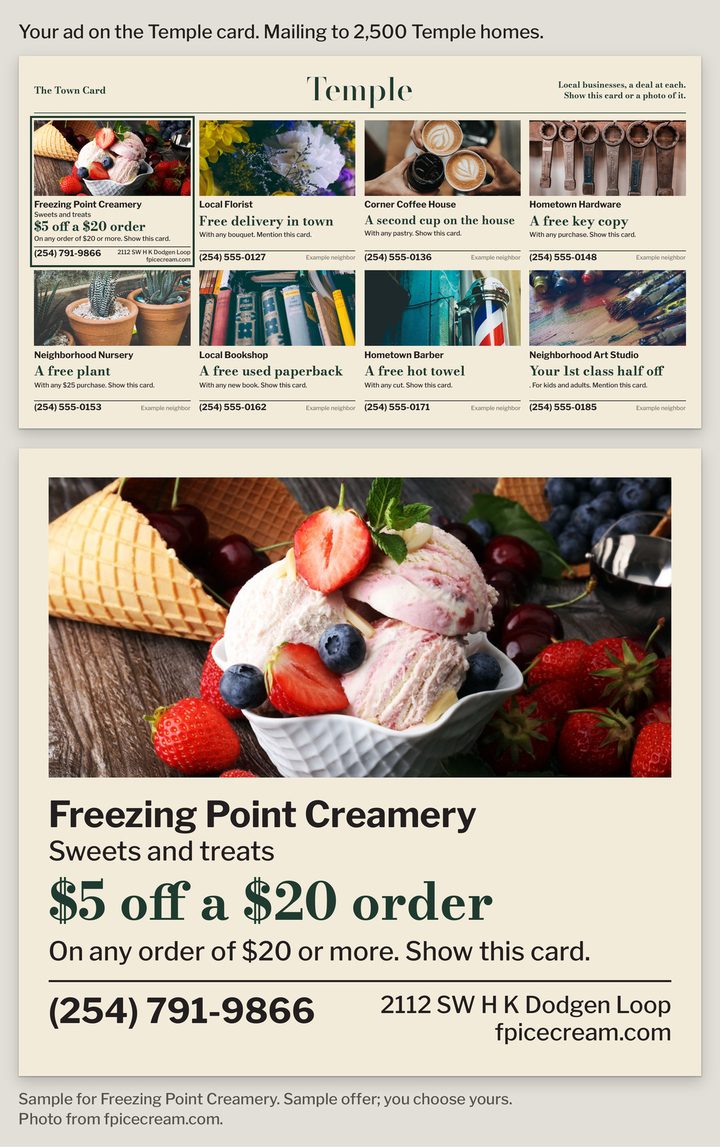 Your ad on the Temple card. Mailing to 2,500 Temple homes.
The Town Card
Temple
Local businesses, a deal at each.
Show this card or a photo of it.
Freezing Point Creamery
Sweets and treats
$5 off a $20 order
On any order of $20 or more. Show this card.
(254) 791-9866
2112 SW H K Dodgen Loop
fpicecream.com
Local Florist
Free delivery in town
With any bouquet. Mention this card.
(254) 555-0127
Example neighbor
Corner Coffee House
A second cup on the house
With any pastry. Show this card.
(254) 555-0136
Example neighbor
Hometown Hardware
A free key copy
With any purchase. Show this card.
(254) 555-0148
Example neighbor
Neighborhood Nursery
A free plant
With any $25 purchase. Show this card.
(254) 555-0153
Example neighbor
Local Bookshop
A free used paperback
With any new book. Show this card.
(254) 555-0162
Example neighbor
Hometown Barber
A free hot towel
With any cut. Show this card.
(254) 555-0171
Example neighbor
Neighborhood Art Studio
Your 1st class half off
. For kids and adults. Mention this card.
(254) 555-0185
Example neighbor
Freezing Point Creamery
Sweets and treats
$5 off a $20 order
On any order of $20 or more. Show this card.
(254) 791-9866
2112 SW H K Dodgen Loop
fpicecream.com
Sample for Freezing Point Creamery. Sample offer; you choose yours.
Photo from fpicecream.com.